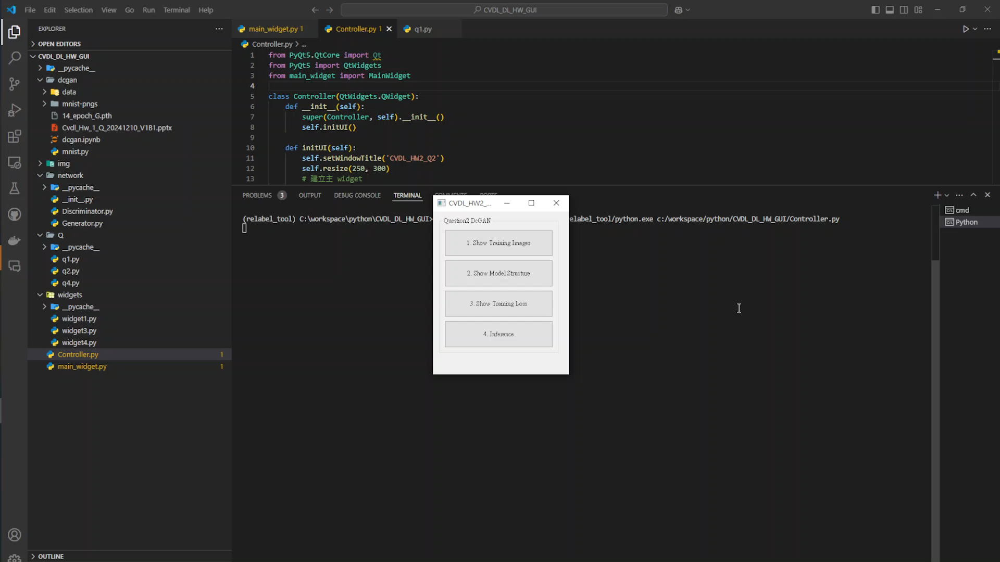 File Edit Selection View Go Run Terminal Help
CVDL_DL_HW_GUI
EXPLORER
OPEN EDITORS
CVDL_DL_HW_GUI
__pycache__
dcgan
data
mnist-pngs
14_epoch_G.pth
Cvdl_Hw_1_Q_20241210_V1B1.pptx
dcgan.ipynb
mnist.py
img
network
__pycache__
__init__.py
Discriminator.py
Generator.py
Q
__pycache__
q1.py
q2.py
q4.py
widgets
__pycache__
widget1.py
widget3.py
widget4.py
Controller.py 1
main_widget.py 1
OUTLINE
main_widget.py 1 Controller.py 1 q1.py
Controller.py > ...
1 from PyQt5.QtCore import Qt
2 from PyQt5 import QtWidgets
3 from main_widget import MainWidget
4
5 class Controller(QtWidgets.QWidget):
6 def __init__(self):
7 super(Controller, self).__init__()
8 self.initUI()
9
10 def initUI(self):
11 self.setWindowTitle('CVDL_HW2_Q2')
12 self.resize(250, 300)
13 # 建立主 widget
PROBLEMS 3 OUTPUT DEBUG CONSOLE TERMINAL
(relabel_tool) C:\workspace\python\CVDL_DL_HW_GUI> elabel_tool/python.exe c:/workspace/python/CVDL_DL_HW_GUI/Controller.py
cmd
Python
CVDL_HW2_...
Question2 DcGAN
1. Show Training Images
2. Show Model Structure
3. Show Training Loss
4. Inference